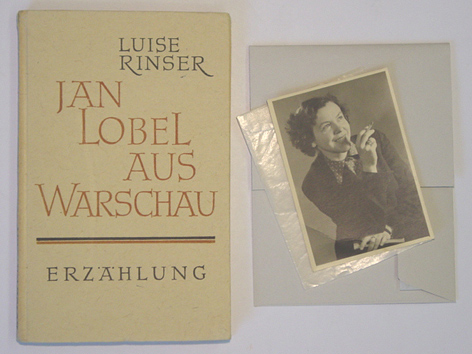 LUISE
RINSER
JAN
LOBEL
AUS
WARSCHAU
ERZÄHLUNG